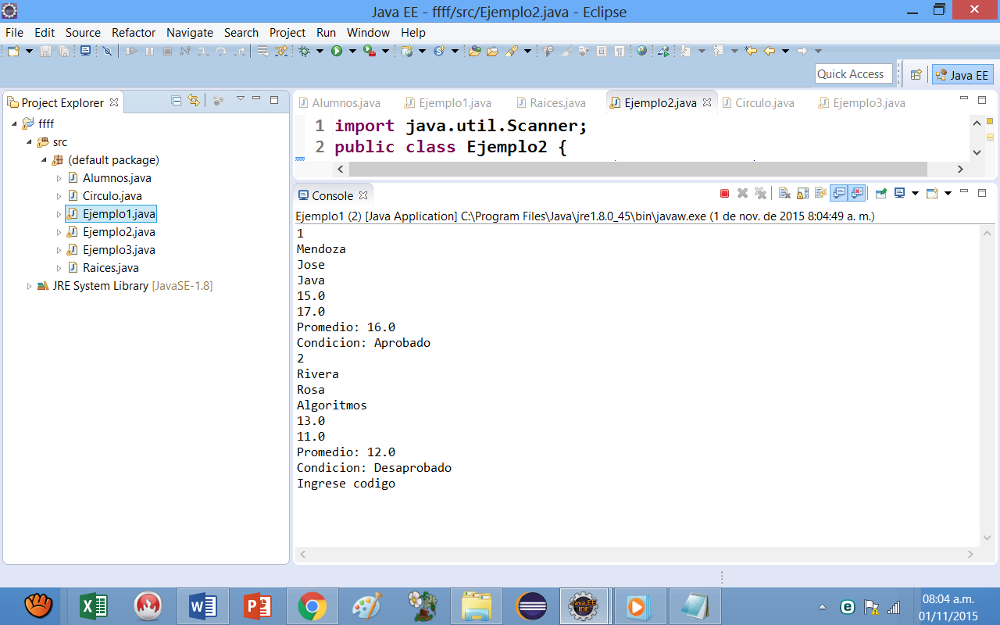 Java EE - ffff/src/Ejemplo2.java - Eclipse
File Edit Source Refactor Navigate Search Project Run Window Help
Quick Access
Java EE
Project Explorer
ffff
src
(default package)
Alumnos.java
Circulo.java
Ejemplo1.java
Ejemplo2.java
Ejemplo3.java
Raices.java
JRE System Library [JavaSE-1.8]
Alumnos.java Ejemplo1.java Raices.java Ejemplo2.java Circulo.java Ejemplo3.java
1 import java.util.Scanner;
2 public class Ejemplo2 {
Console
Ejemplo1 (2) [Java Application] C:\Program Files\Java\jre1.8.0_45\bin\javaw.exe (1 de nov. de 2015 8:04:49 a. m.)
1
Mendoza
Jose
Java
15.0
17.0
Promedio: 16.0
Condicion: Aprobado
2
Rivera
Rosa
Algoritmos
13.0
11.0
Promedio: 12.0
Condicion: Desaprobado
Ingrese codigo
Java EE
IDE
08:04 a.m.
01/11/2015